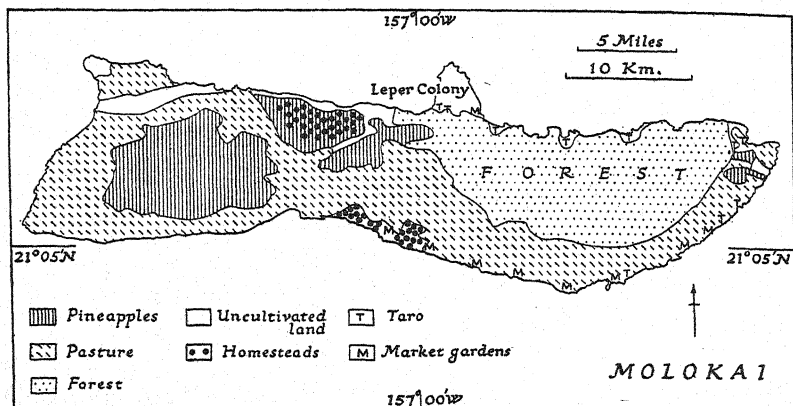 157°00'W
5 Miles
10 Km.
Leper Colony
T T
M
T
T
T
F O R E S T
T
T
T
M
M
M
T
M
M
M
M
M
M
M
21°05'N
21°05'N
Pineapples
Uncultivated
land
T Taro
Pasture
Homesteads
M Market gardens
Forest
MOLOKAI
157°00'W